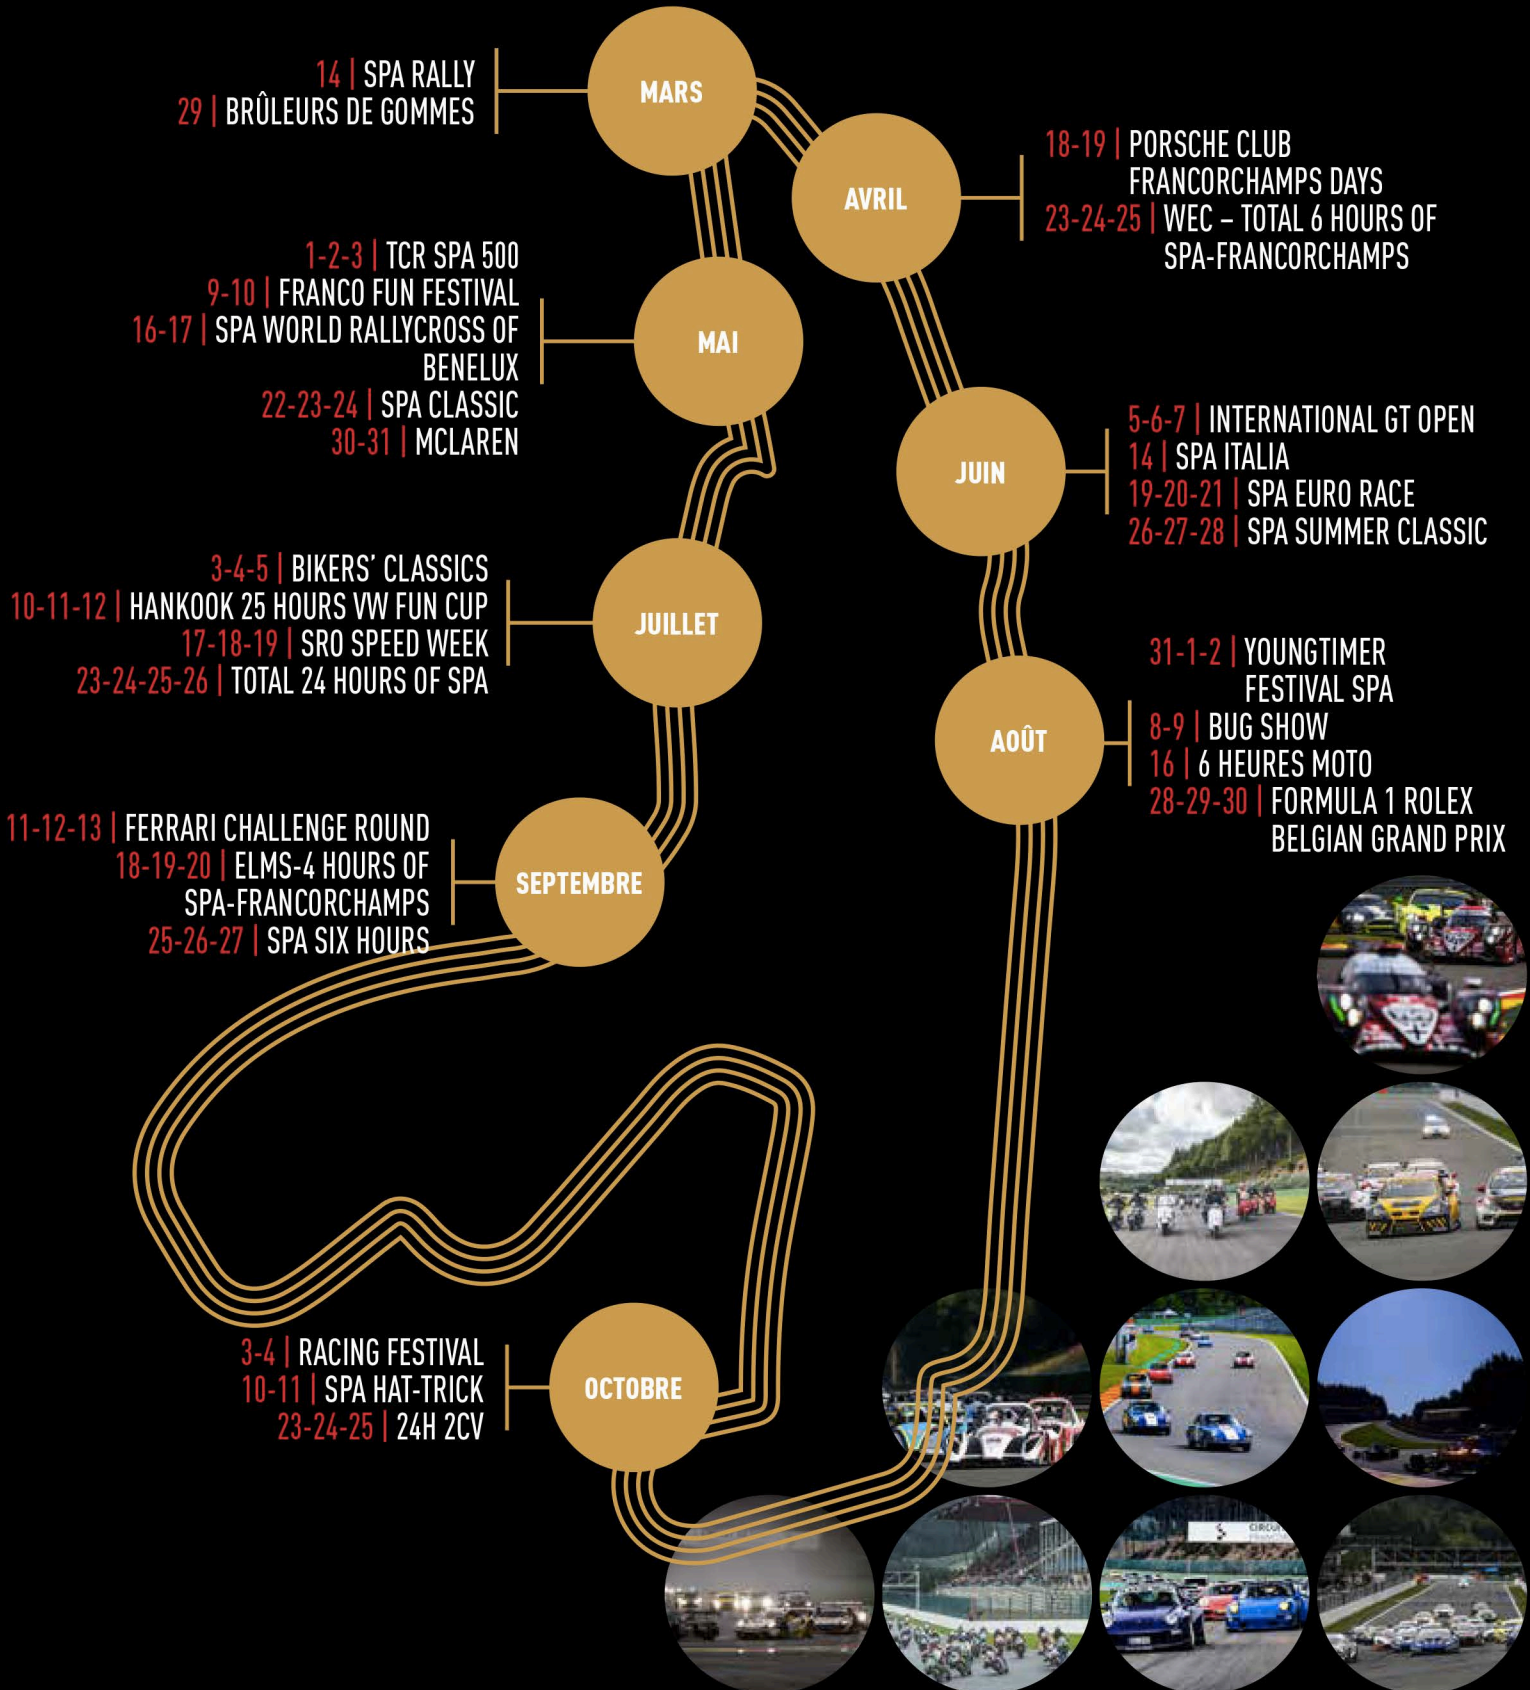 MARS
14 | SPA RALLY
29 | BRÛLEURS DE GOMMES
AVRIL
18-19 | PORSCHE CLUB
FRANCORCHAMPS DAYS
23-24-25 | WEC – TOTAL 6 HOURS OF
SPA-FRANCORCHAMPS
MAI
1-2-3 | TCR SPA 500
9-10 | FRANCO FUN FESTIVAL
16-17 | SPA WORLD RALLYCROSS OF
BENELUX
22-23-24 | SPA CLASSIC
30-31 | MCLAREN
JUIN
5-6-7 | INTERNATIONAL GT OPEN
14 | SPA ITALIA
19-20-21 | SPA EURO RACE
26-27-28 | SPA SUMMER CLASSIC
JUILLET
3-4-5 | BIKERS’ CLASSICS
10-11-12 | HANKOOK 25 HOURS VW FUN CUP
17-18-19 | SRO SPEED WEEK
23-24-25-26 | TOTAL 24 HOURS OF SPA
AOÛT
31-1-2 | YOUNGTIMER
FESTIVAL SPA
8-9 | BUG SHOW
16 | 6 HEURES MOTO
28-29-30 | FORMULA 1 ROLEX
BELGIAN GRAND PRIX
SEPTEMBRE
11-12-13 | FERRARI CHALLENGE ROUND
18-19-20 | ELMS-4 HOURS OF
SPA-FRANCORCHAMPS
25-26-27 | SPA SIX HOURS
OCTOBRE
3-4 | RACING FESTIVAL
10-11 | SPA HAT-TRICK
23-24-25 | 24H 2CV